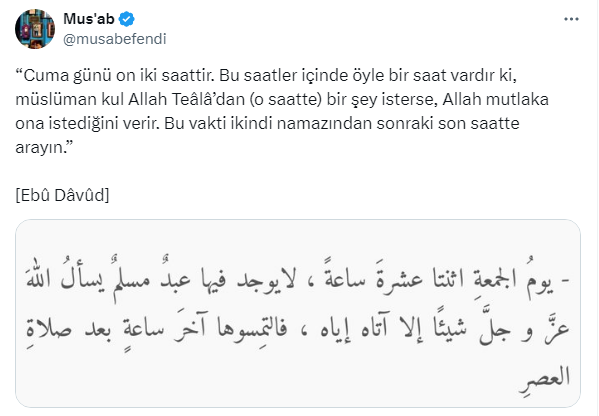 Mus'ab
@musabefendi
“Cuma günü on iki saattir. Bu saatler içinde öyle bir saat vardır ki,
müslüman kul Allah Teâlâ’dan (o saatte) bir şey isterse, Allah mutlaka
ona istediğini verir. Bu vakti ikindi namazından sonraki son saatte
arayın.”
[Ebû Dâvûd]
- يومُ الجمعةِ اثنتا عشرةَ ساعةً ، لايوجد فيها عبدٌ مسلمٌ يسألُ اللهَ
عزَّ و جلَّ شيئًا إلا آتاه إياه ، فالتمِسوها آخرَ ساعةٍ بعد صلاةِ
العصرِ